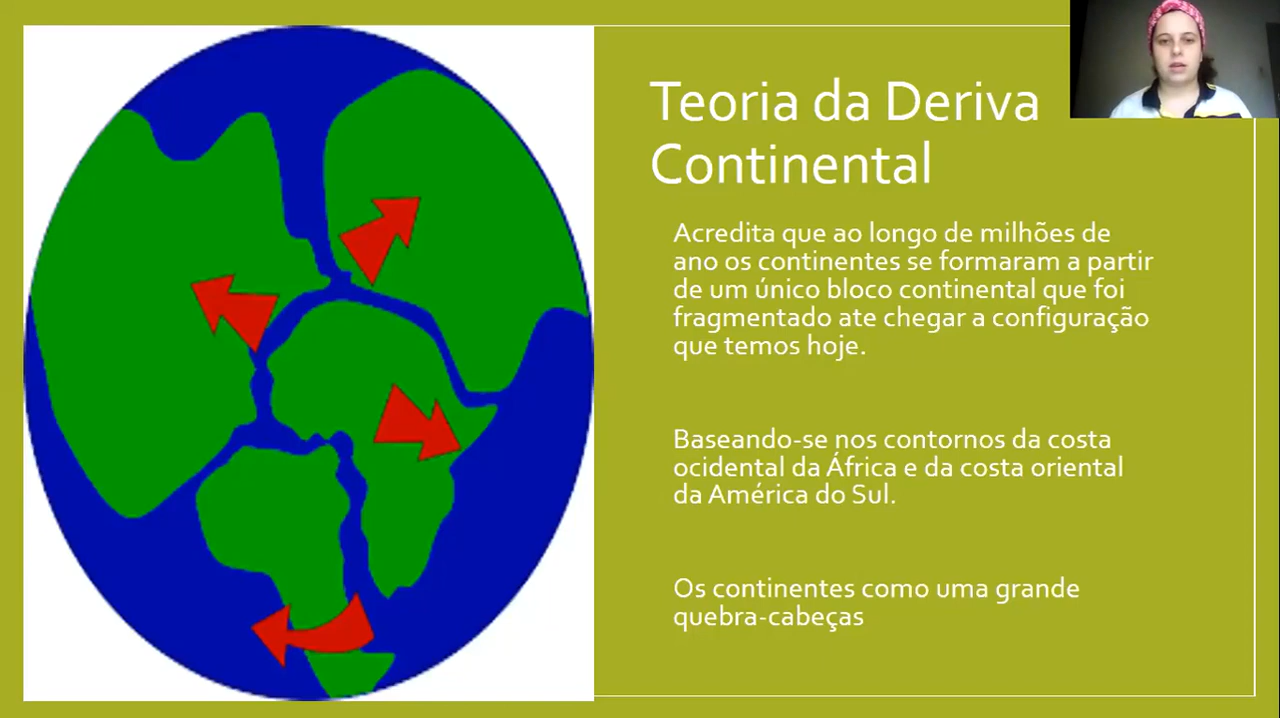 Teoria da Deriva
Continental
Acredita que ao longo de milhões de
ano os continentes se formaram a partir
de um único bloco continental que foi
fragmentado ate chegar a configuração
que temos hoje.
Baseando-se nos contornos da costa
ocidental da África e da costa oriental
da América do Sul.
Os continentes como uma grande
quebra-cabeças